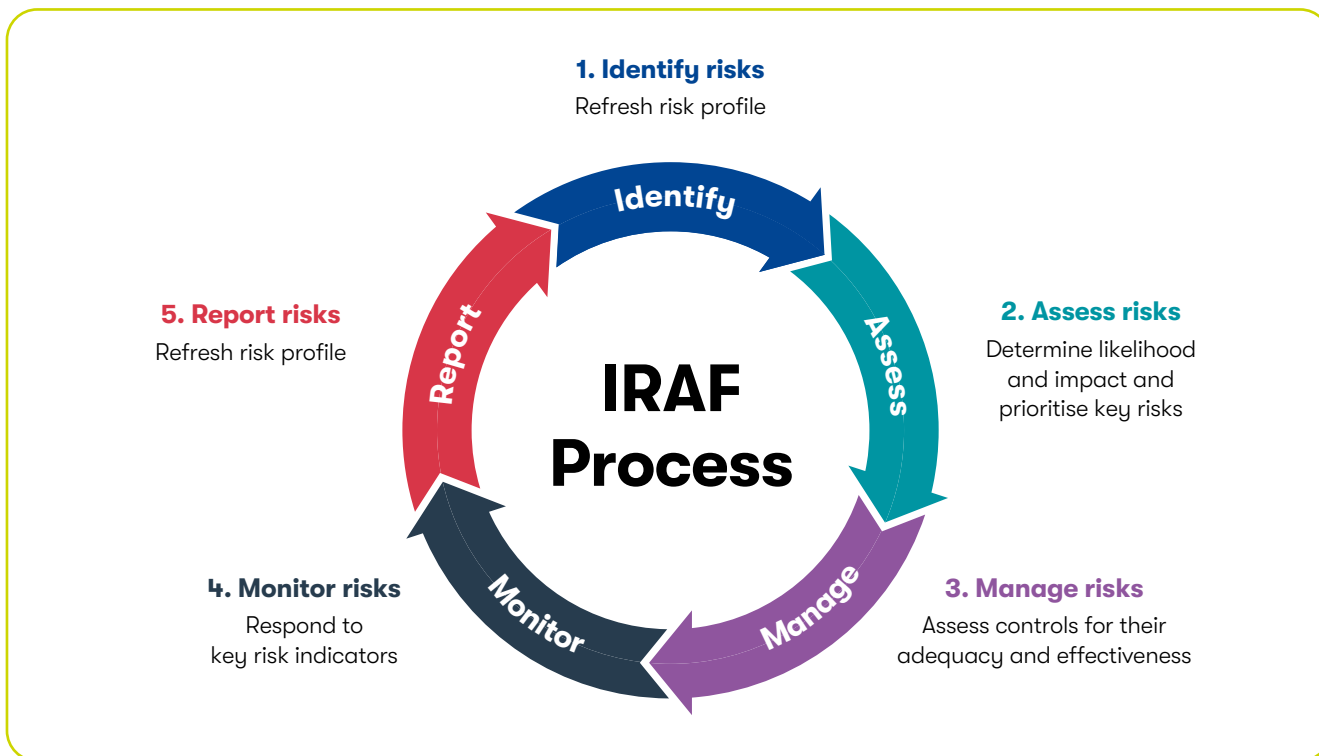 1. Identify risks
Refresh risk profile
Identify
2. Assess risks
Determine likelihood
and impact and
prioritise key risks
Assess
3. Manage risks
Assess controls for their
adequacy and effectiveness
Manage
4. Monitor risks
Respond to
key risk indicators
Monitor
5. Report risks
Refresh risk profile
Report
IRAF
Process